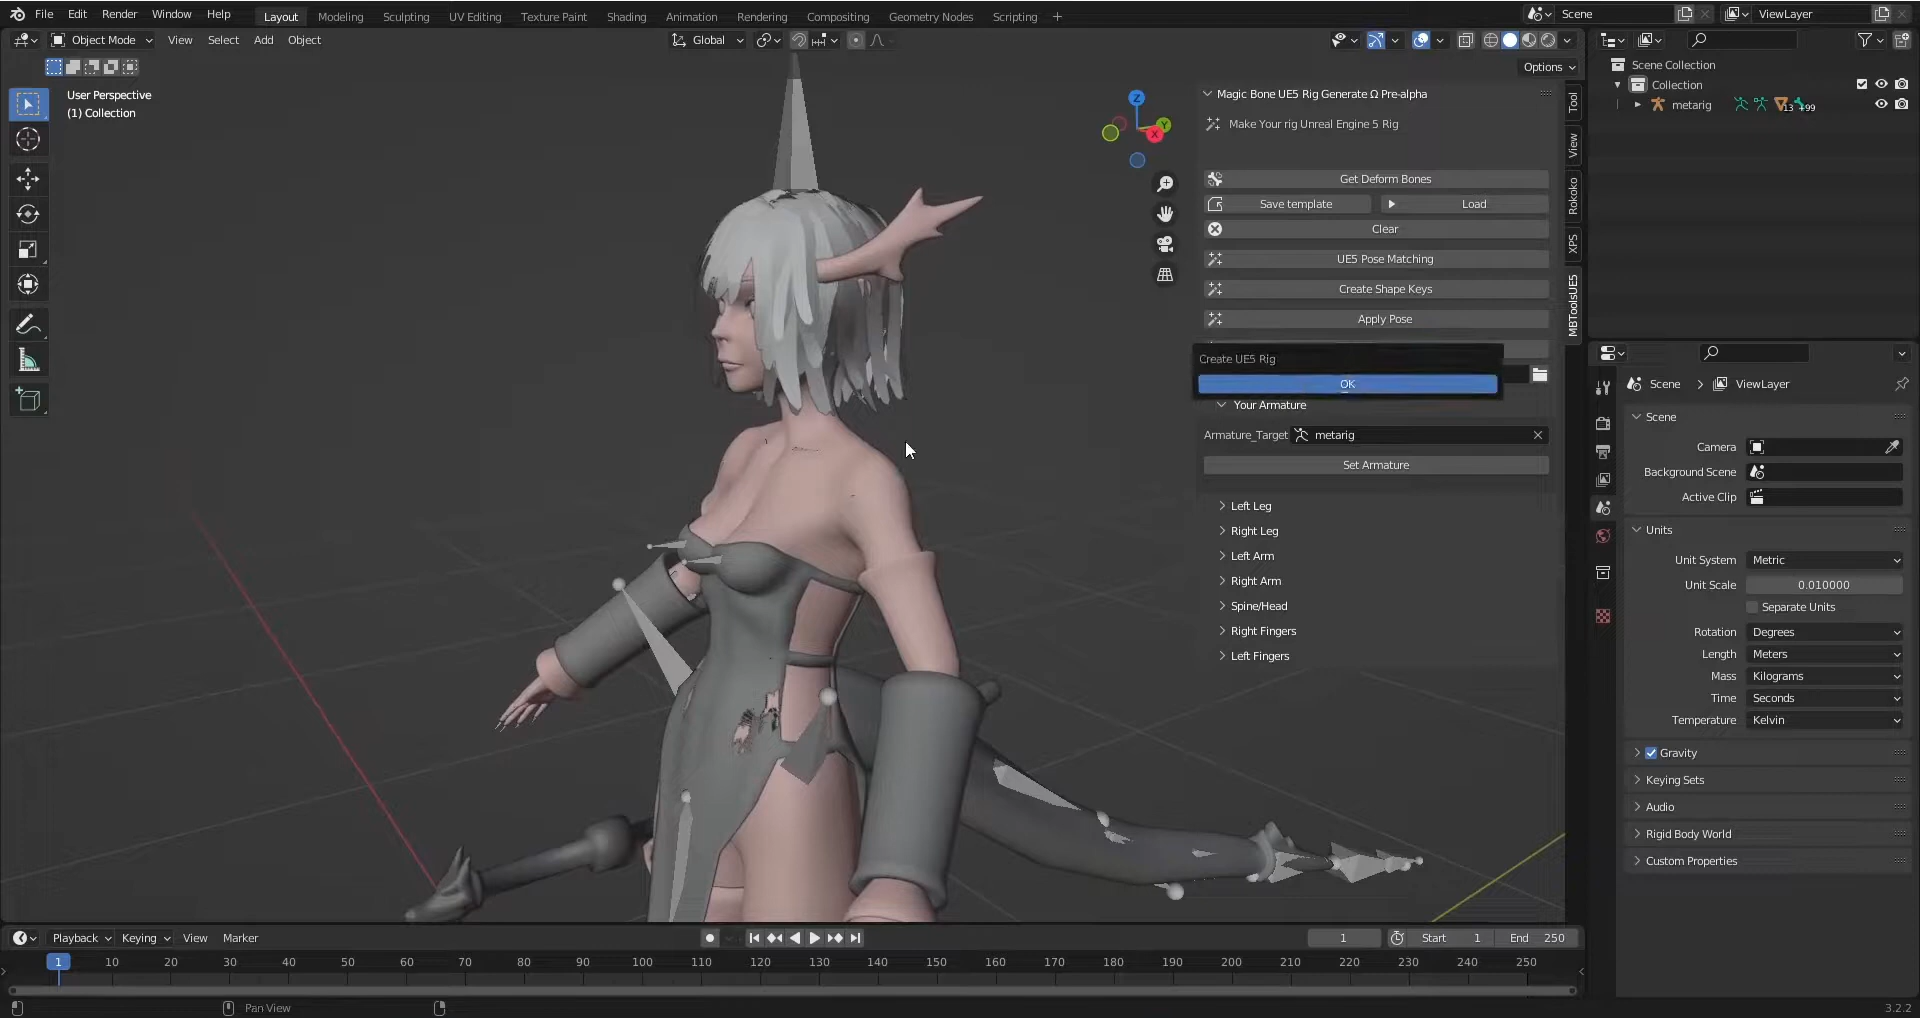 File Edit Render Window Help Layout Modeling Sculpting UV Editing Texture Paint Shading Animation Rendering Compositing Geometry Nodes Scripting + Scene ViewLayer
Object Mode View Select Add Object Global
Options
User Perspective
(1) Collection
Z
Y
X
Magic Bone UE5 Rig Generate Ω Pre-alpha
Make Your rig Unreal Engine 5 Rig
Get Deform Bones
Save template Load
Clear
UE5 Pose Matching
Create Shape Keys
Apply Pose
Create UE5 Rig
OK
Your Armature
Armature_Target metarig
Set Armature
Left Leg
Right Leg
Left Arm
Right Arm
Spine/Head
Right Fingers
Left Fingers
Tool
View
Rokoko
XPS
MBToolsUE5
Scene Collection
Collection
metarig 13 +99
Scene > ViewLayer
Scene
Camera
Background Scene
Active Clip
Units
Unit System Metric
Unit Scale 0.010000
Separate Units
Rotation Degrees
Length Meters
Mass Kilograms
Time Seconds
Temperature Kelvin
Gravity
Keying Sets
Audio
Rigid Body World
Custom Properties
Playback Keying View Marker 1 Start 1 End 250
1 10 20 30 40 50 60 70 80 90 100 110 120 130 140 150 160 170 180 190 200 210 220 230 240 250
Pan View 3.2.2